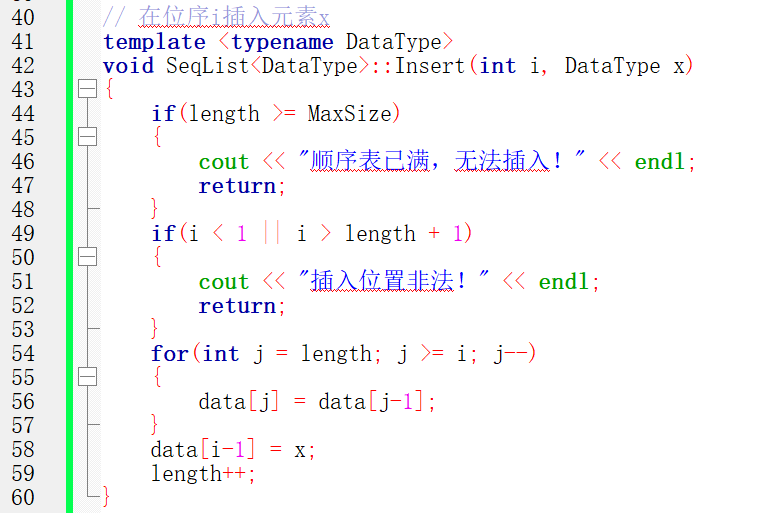 40 // 在位序i插入元素x
41 template <typename DataType>
42 void SeqList<DataType>::Insert(int i, DataType x)
43 {
44     if(length >= MaxSize)
45     {
46         cout << "顺序表已满，无法插入！" << endl;
47         return;
48     }
49     if(i < 1 || i > length + 1)
50     {
51         cout << "插入位置非法！" << endl;
52         return;
53     }
54     for(int j = length; j >= i; j--)
55     {
56         data[j] = data[j-1];
57     }
58     data[i-1] = x;
59     length++;
60 }